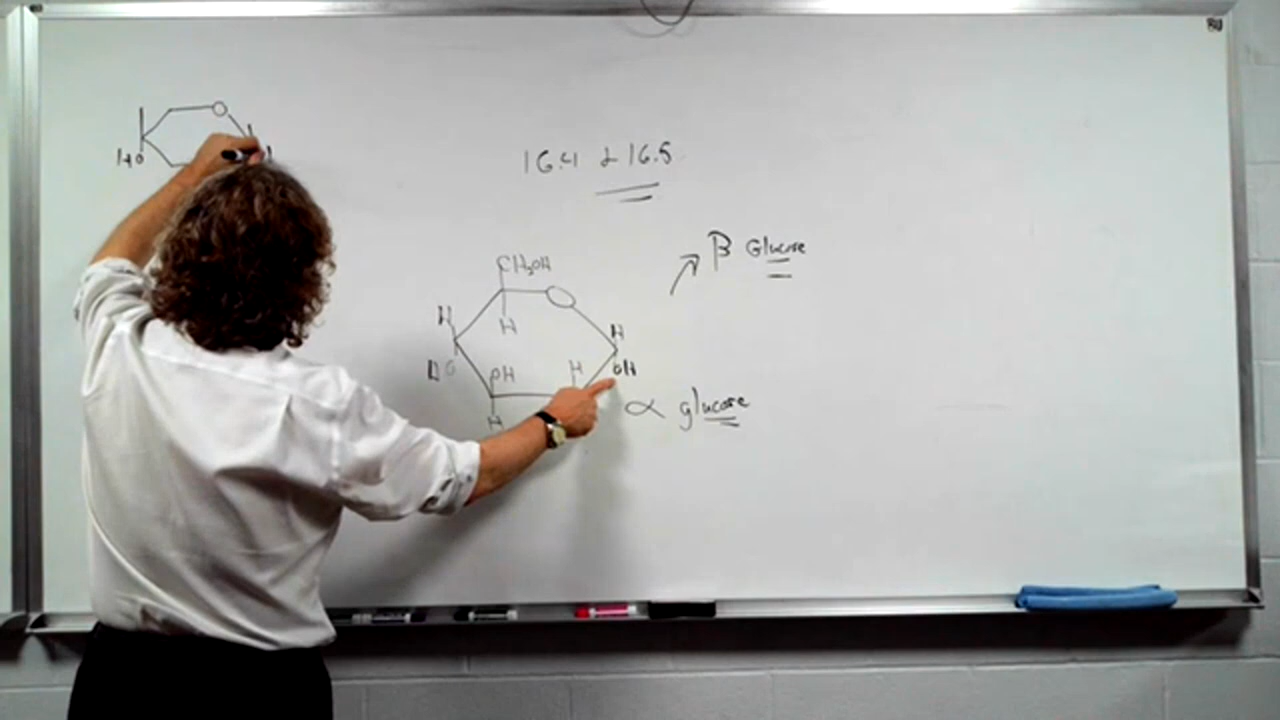 HO
16.4 & 16.5
β Glucose
CH₂OH
H
H
H
HO
OH
H
OH
H
α glucose